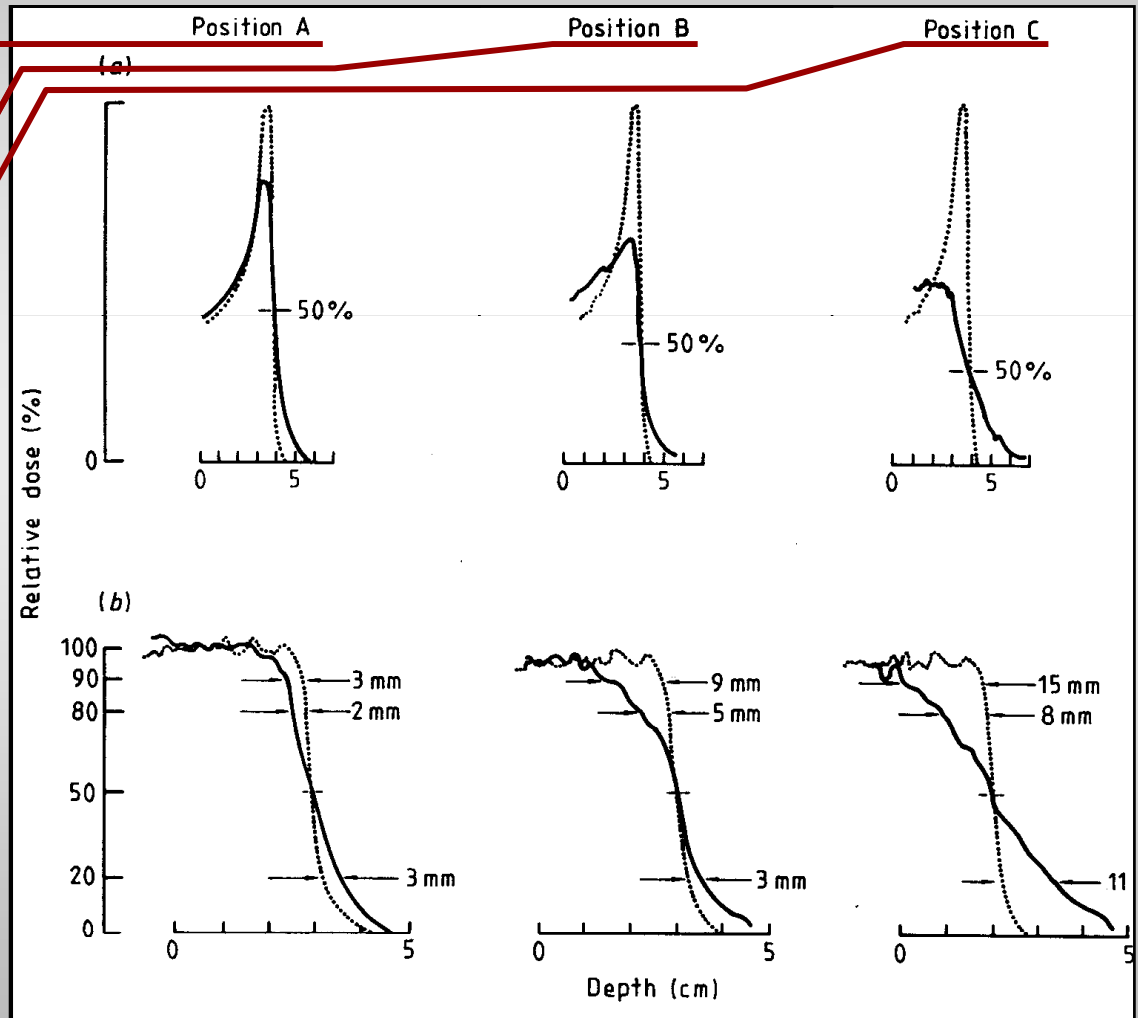 Position A Position B Position C
(a)
50%
50%
50%
0
0 5
0 5
0 5
Relative dose (%)
(b)
100
90
80
50
20
0
3 mm
2 mm
3 mm
9 mm
5 mm
3 mm
15 mm
8 mm
11
0 5
0 5
0 5
Depth (cm)